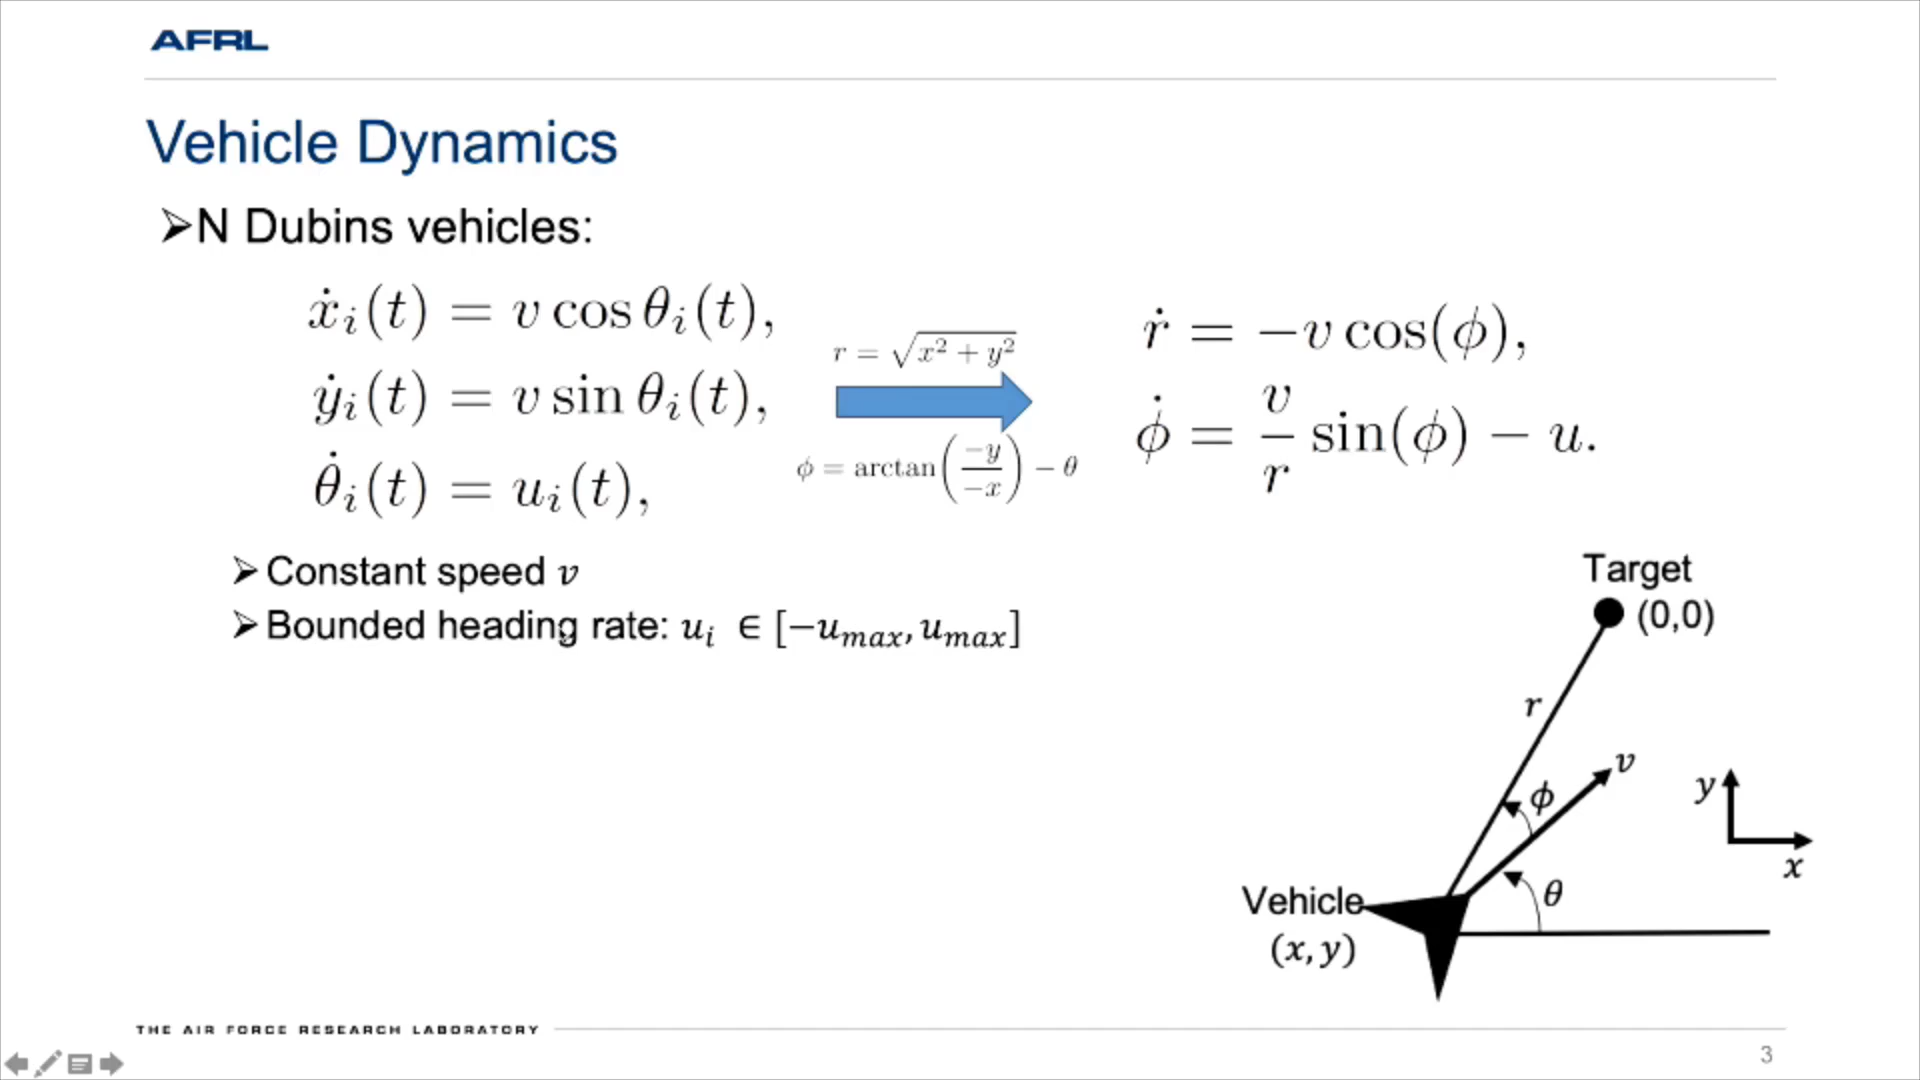 AFRL
Vehicle Dynamics
➢N Dubins vehicles:
ẋᵢ(t) = v cos θᵢ(t),
ẏᵢ(t) = v sin θᵢ(t),
θ̇ᵢ(t) = uᵢ(t),
r = √(x² + y²)
ϕ = arctan(−y/−x) − θ
ṙ = −v cos(ϕ),
ϕ̇ = v/r sin(ϕ) − u.
➢Constant speed v
➢Bounded heading rate: uᵢ ∈ [−u_max, u_max]
Target
(0,0)
r
v
ϕ
y
x
θ
Vehicle
(x, y)
THE AIR FORCE RESEARCH LABORATORY
3